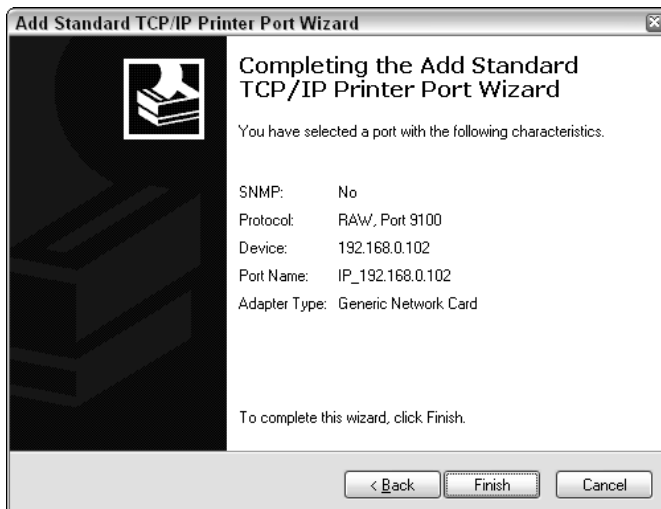 Add Standard TCP/IP Printer Port Wizard
Completing the Add Standard
TCP/IP Printer Port Wizard
You have selected a port with the following characteristics.
SNMP: No
Protocol: RAW, Port 9100
Device: 192.168.0.102
Port Name: IP_192.168.0.102
Adapter Type: Generic Network Card
To complete this wizard, click Finish.
< Back Finish Cancel